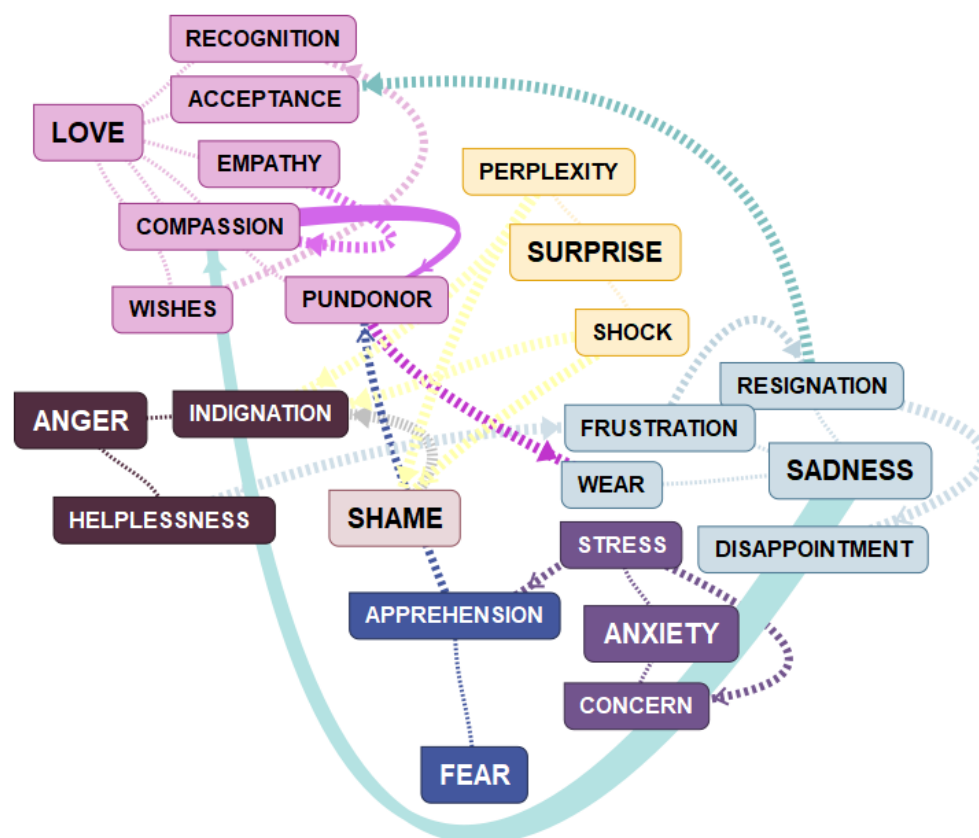 RECOGNITION
ACCEPTANCE
LOVE
EMPATHY
PERPLEXITY
COMPASSION
SURPRISE
WISHES
PUNDONOR
SHOCK
RESIGNATION
ANGER
INDIGNATION
FRUSTRATION
SADNESS
WEAR
HELPLESSNESS
SHAME
STRESS
DISAPPOINTMENT
APPREHENSION
ANXIETY
CONCERN
FEAR